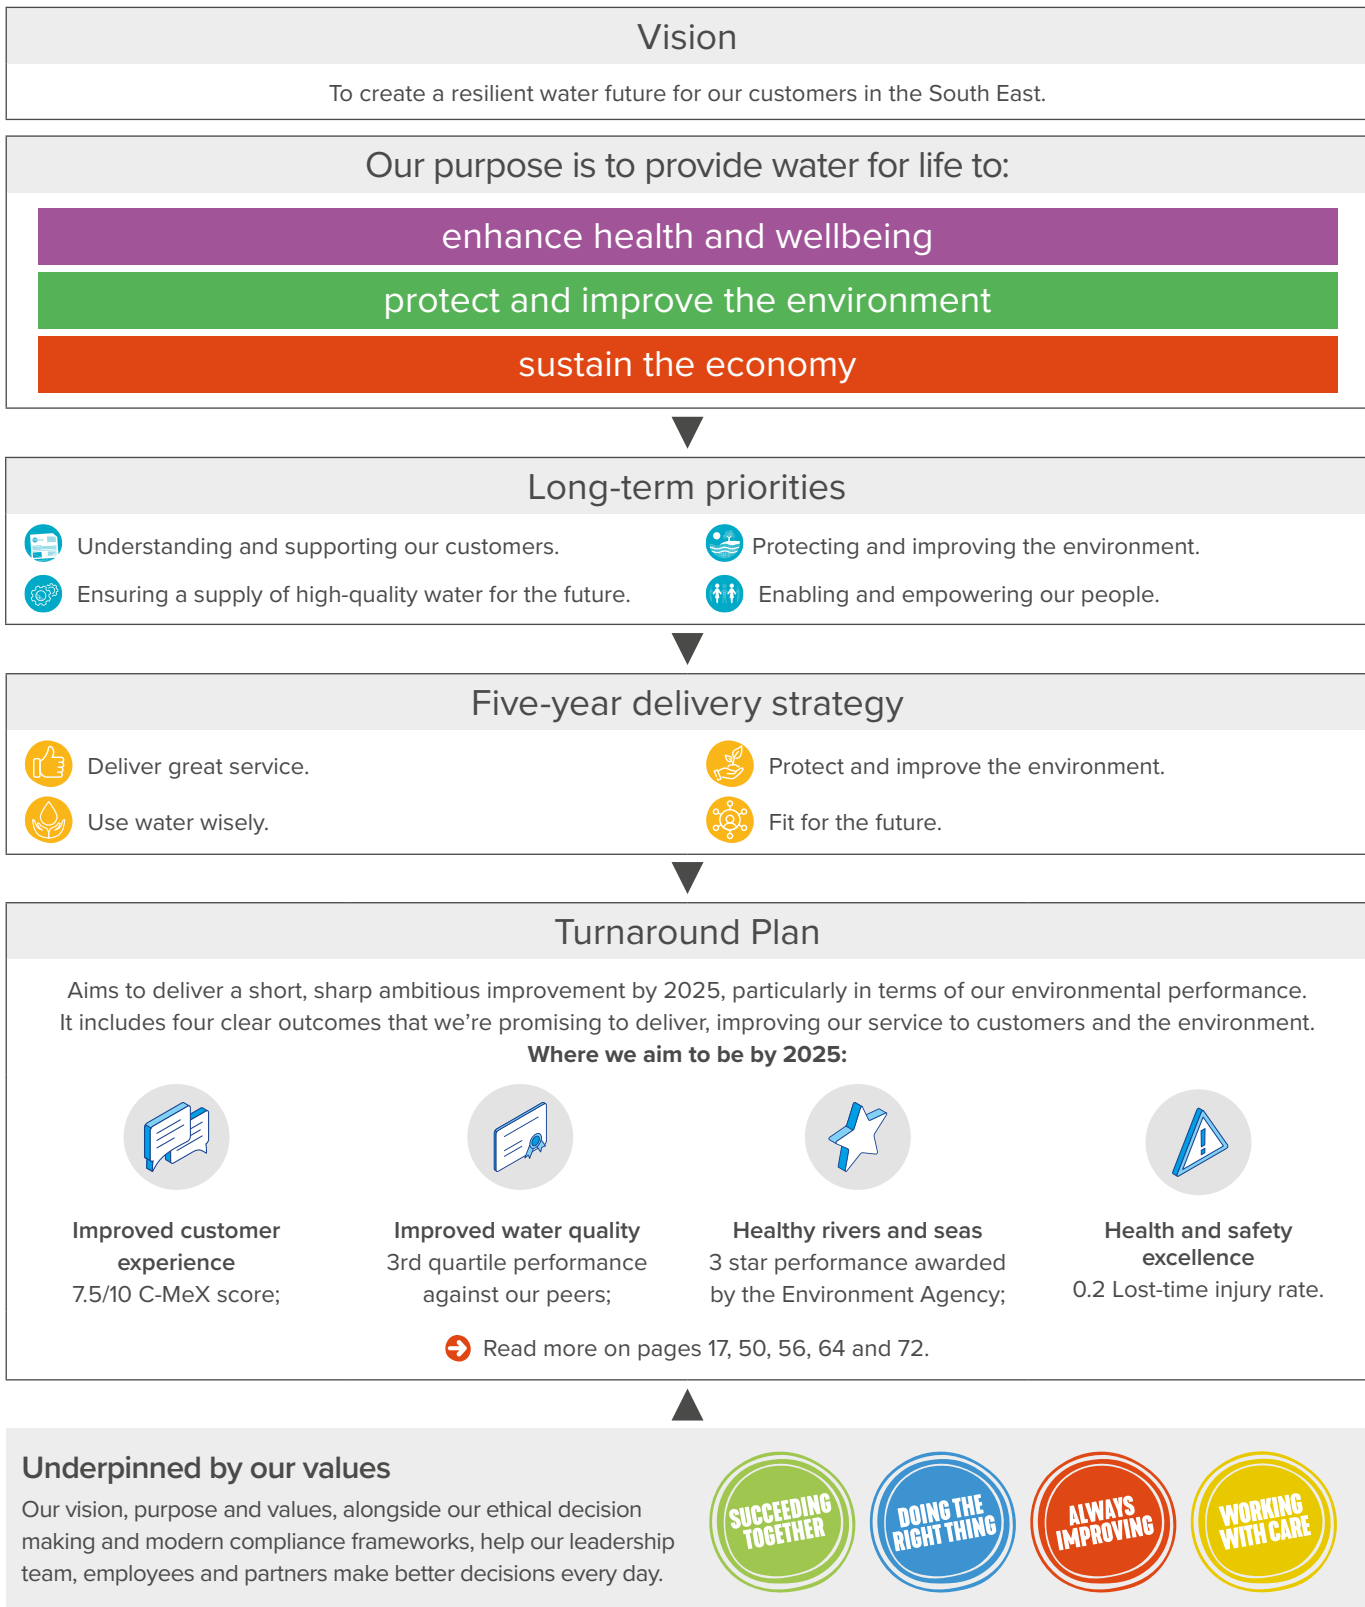 Vision
To create a resilient water future for our customers in the South East.
Our purpose is to provide water for life to:
enhance health and wellbeing
protect and improve the environment
sustain the economy
Long-term priorities
Understanding and supporting our customers.
Protecting and improving the environment.
Ensuring a supply of high-quality water for the future.
Enabling and empowering our people.
Five-year delivery strategy
Deliver great service.
Protect and improve the environment.
Use water wisely.
Fit for the future.
Turnaround Plan
Aims to deliver a short, sharp ambitious improvement by 2025, particularly in terms of our environmental performance.
It includes four clear outcomes that we’re promising to deliver, improving our service to customers and the environment.
Where we aim to be by 2025:
Improved customer
experience
7.5/10 C-MeX score;
Improved water quality
3rd quartile performance
against our peers;
Healthy rivers and seas
3 star performance awarded
by the Environment Agency;
Health and safety
excellence
0.2 Lost-time injury rate.
Read more on pages 17, 50, 56, 64 and 72.
Underpinned by our values
Our vision, purpose and values, alongside our ethical decision
making and modern compliance frameworks, help our leadership
team, employees and partners make better decisions every day.
SUCCEEDING
TOGETHER
DOING THE
RIGHT THING
ALWAYS
IMPROVING
WORKING
WITH CARE